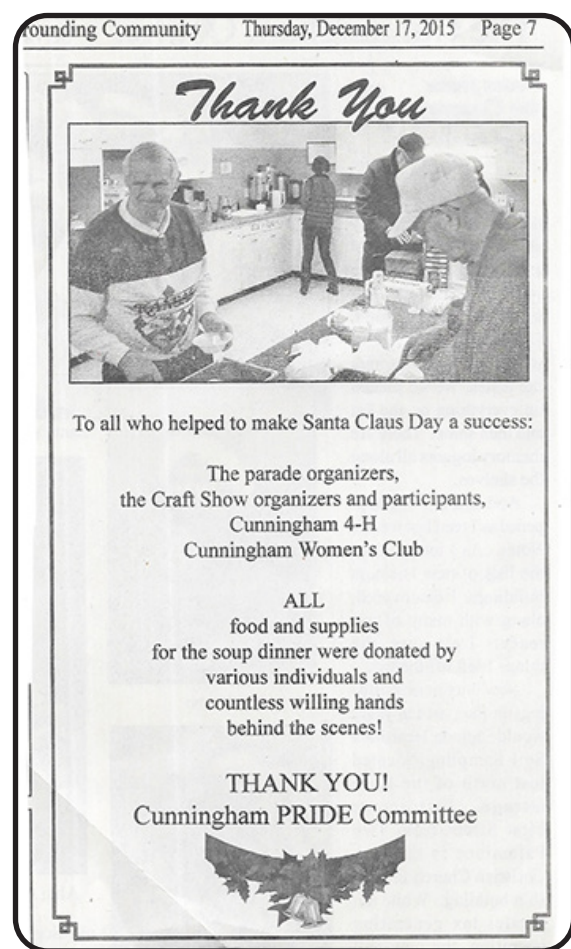 rounding Community Thursday, December 17, 2015 Page 7
Thank You
To all who helped to make Santa Claus Day a success:
The parade organizers,
the Craft Show organizers and participants,
Cunningham 4-H
Cunningham Women's Club
ALL
food and supplies
for the soup dinner were donated by
various individuals and
countless willing hands
behind the scenes!
THANK YOU!
Cunningham PRIDE Committee